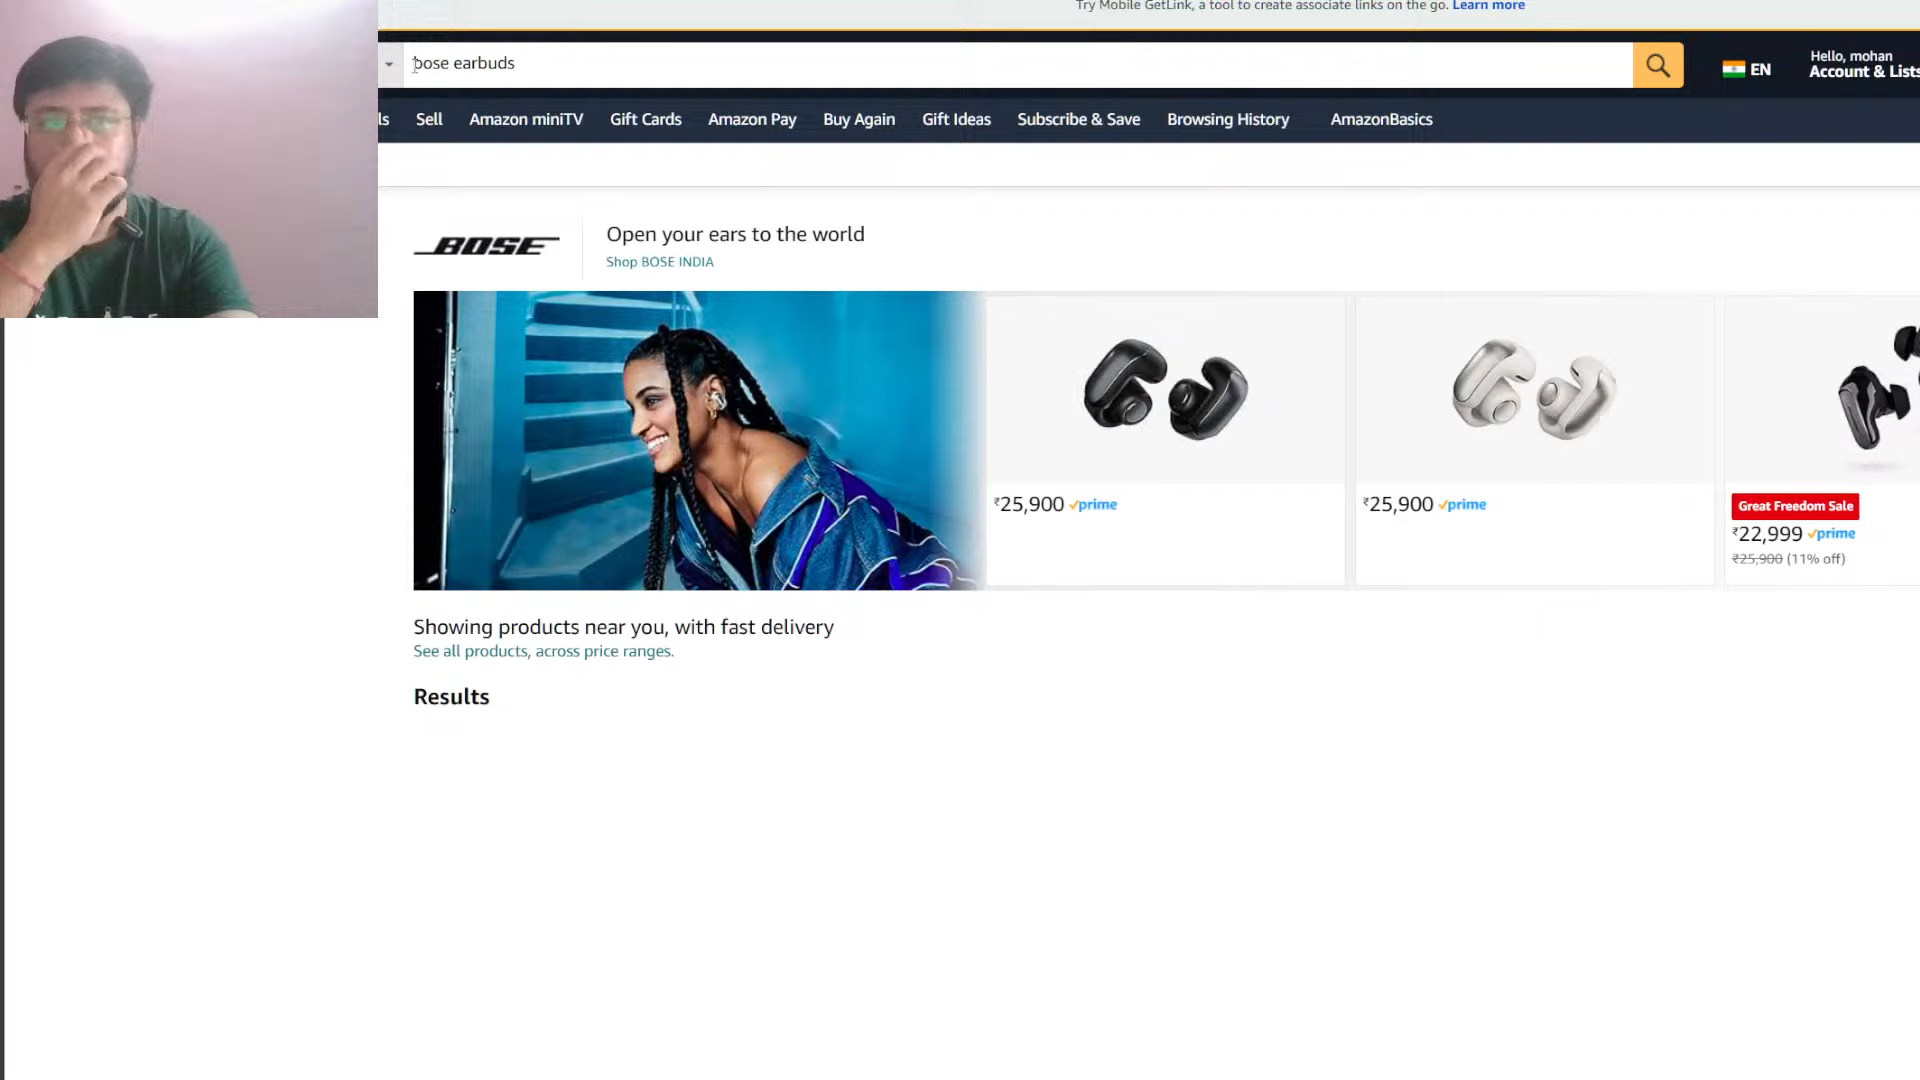 Try Mobile GetLink, a tool to create associate links on the go. Learn more
bose earbuds
EN
Hello, mohan
Account & Lists
ls Sell Amazon miniTV Gift Cards Amazon Pay Buy Again Gift Ideas Subscribe & Save Browsing History AmazonBasics
BOSE
Open your ears to the world
Shop BOSE INDIA
₹25,900 prime
₹25,900 prime
Great Freedom Sale
₹22,999 prime
₹25,900 (11% off)
Showing products near you, with fast delivery
See all products, across price ranges.
Results